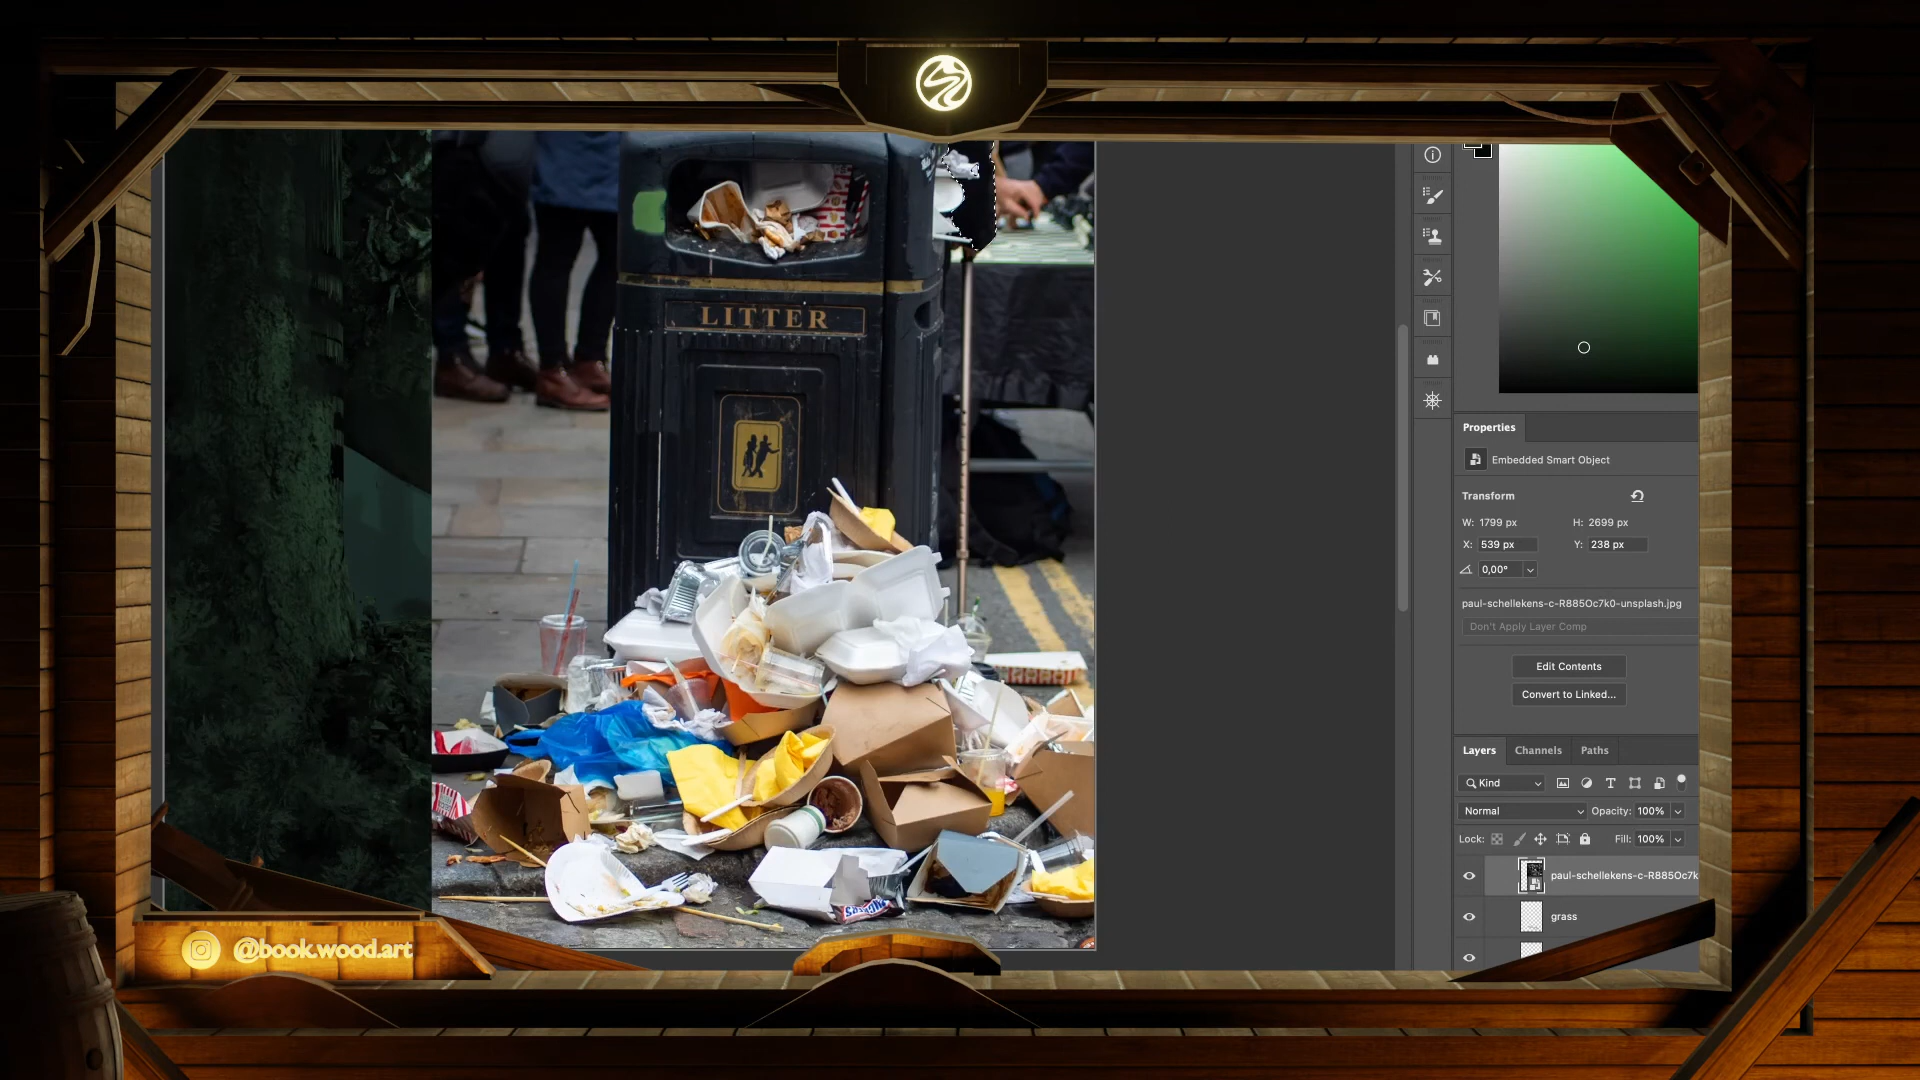 LITTER
SNICKERS
Properties
Embedded Smart Object
Transform
W: 1799 px H: 2699 px
X: 539 px Y: 238 px
0,00°
paul-schellekens-c-R885Oc7k0-unsplash.jpg
Don't Apply Layer Comp
Edit Contents
Convert to Linked...
Layers Channels Paths
Kind
Normal Opacity: 100%
Lock: Fill: 100%
paul-schellekens-c-R885Oc7k
grass
@book.wood.art